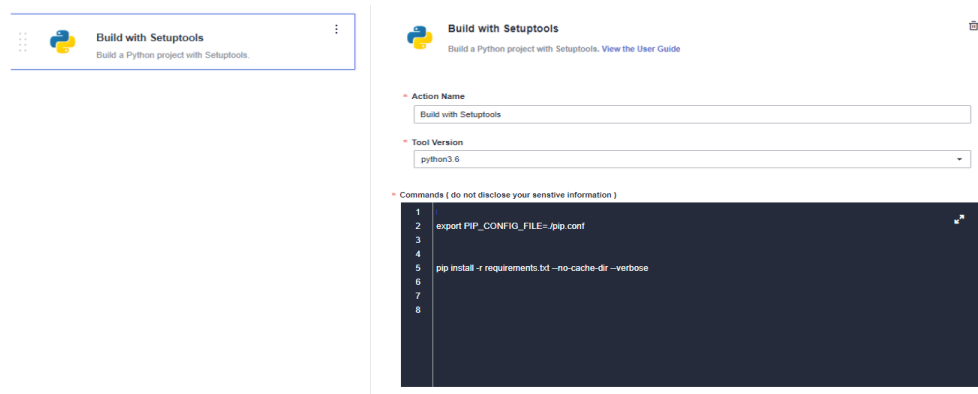 Build with Setuptools
Build a Python project with Setuptools.
Build with Setuptools
Build a Python project with Setuptools. View the User Guide
* Action Name
Build with Setuptools
* Tool Version
python3.6
* Commands ( do not disclose your senstive information )
1
2 export PIP_CONFIG_FILE=./pip.conf
3
4
5 pip install -r requirements.txt --no-cache-dir --verbose
6
7
8